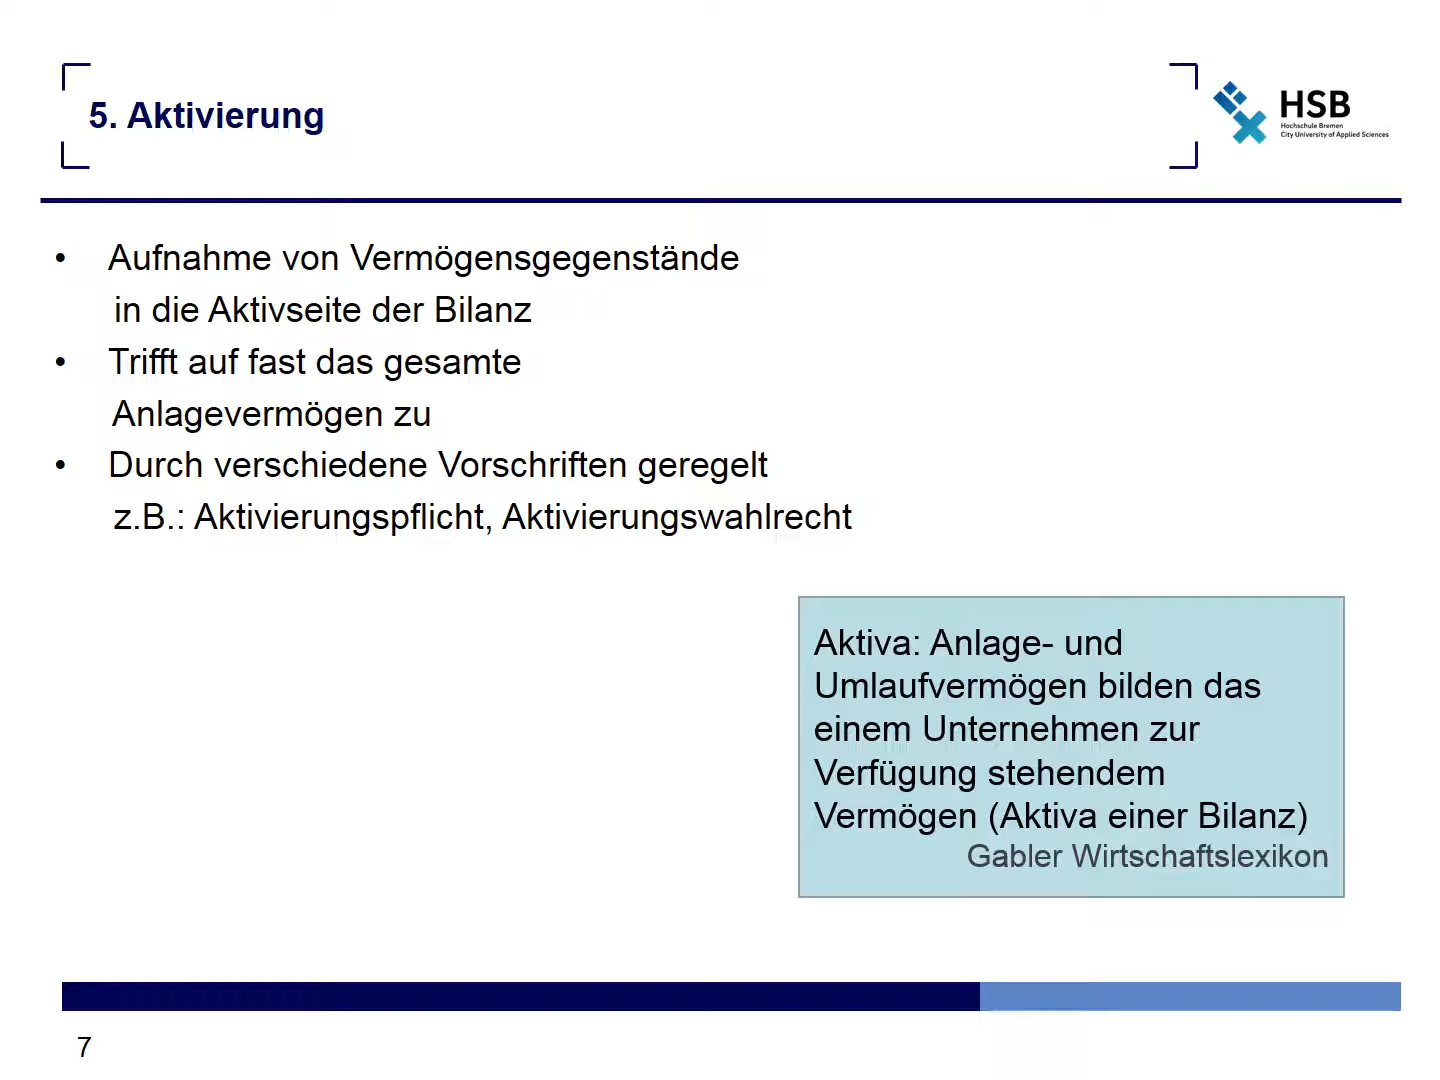 5. Aktivierung
HSB
Hochschule Bremen
City University of Applied Sciences
• Aufnahme von Vermögensgegenstände
in die Aktivseite der Bilanz
• Trifft auf fast das gesamte
Anlagevermögen zu
• Durch verschiedene Vorschriften geregelt
z.B.: Aktivierungspflicht, Aktivierungswahlrecht
Aktiva: Anlage- und
Umlaufvermögen bilden das
einem Unternehmen zur
Verfügung stehendem
Vermögen (Aktiva einer Bilanz)
Gabler Wirtschaftslexikon
7